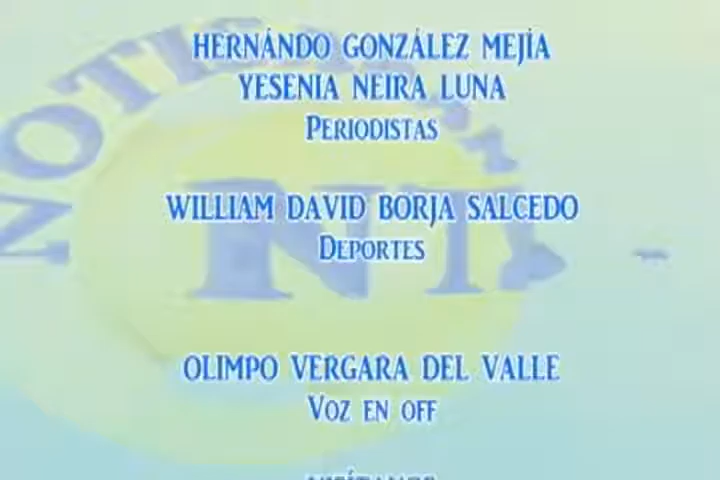 HERNÁNDO GONZÁLEZ MEJÍA
YESENIA NEIRA LUNA
PERIODISTAS
WILLIAM DAVID BORJA SALCEDO
DEPORTES
OLIMPO VERGARA DEL VALLE
VOZ EN OFF